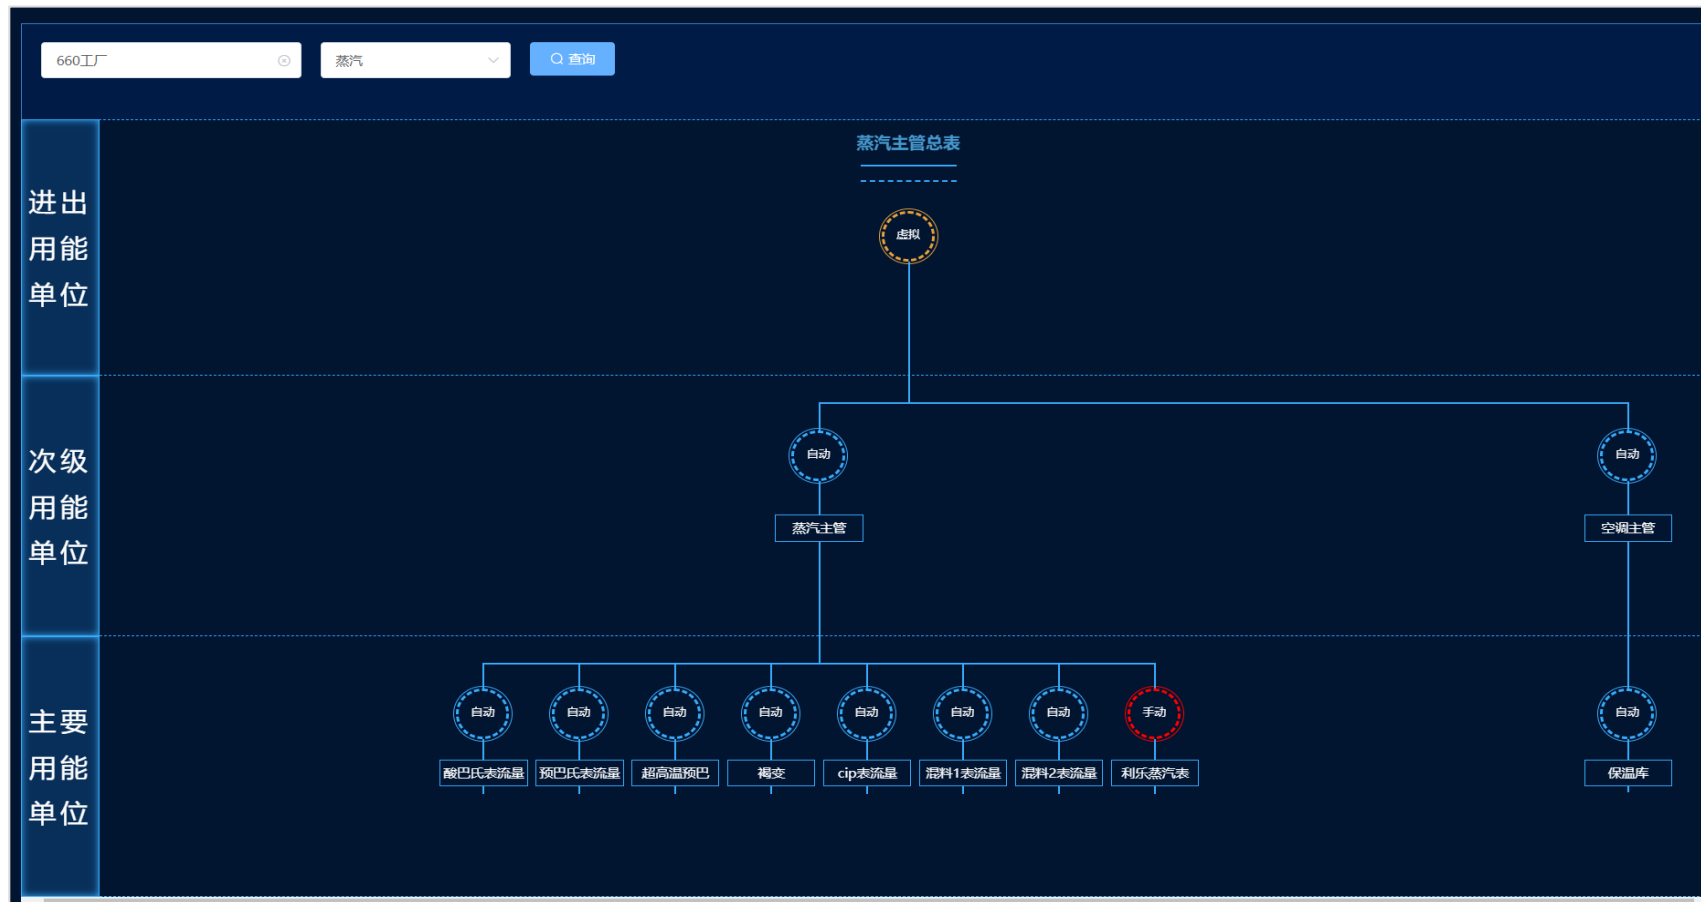 660工厂
蒸汽
查询
蒸汽主管总表
进出
用能
单位
虚拟
次级
用能
单位
自动
自动
蒸汽主管
空调主管
主要
用能
单位
自动
自动
自动
自动
自动
自动
自动
手动
自动
酸巴氏表流量
预巴氏表流量
超高温预巴
褐变
cip表流量
混料1表流量
混料2表流量
利乐蒸汽表
保温库